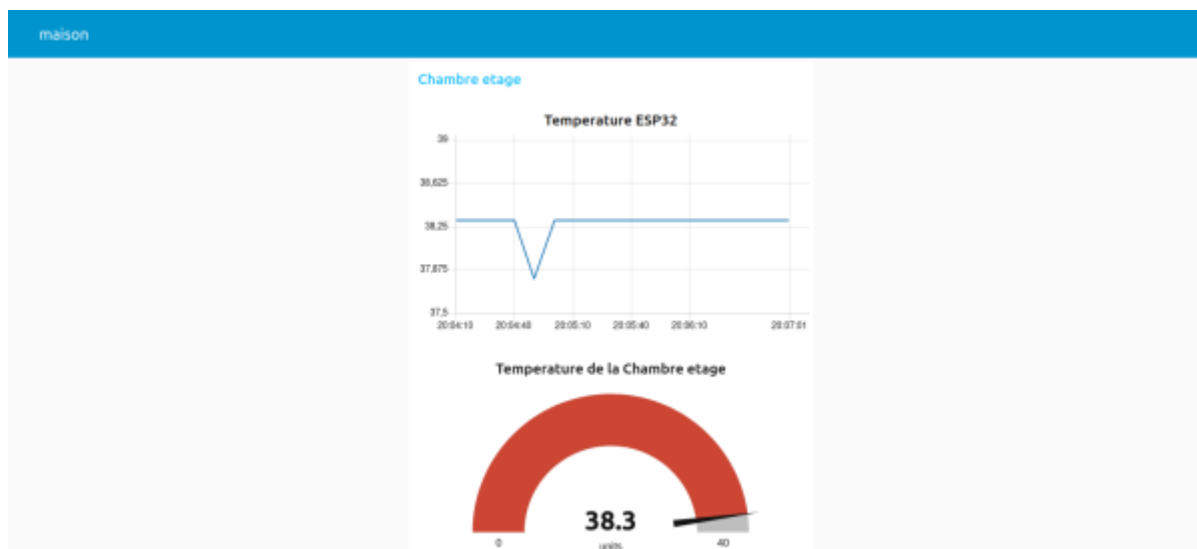 maison
Chambre etage
Temperature ESP32
39
38,625
38,25
37,875
37,5
20:04:10 20:04:40 20:05:10 20:05:40 20:06:10 20:07:01
Temperature de la Chambre etage
38.3
0 units 40